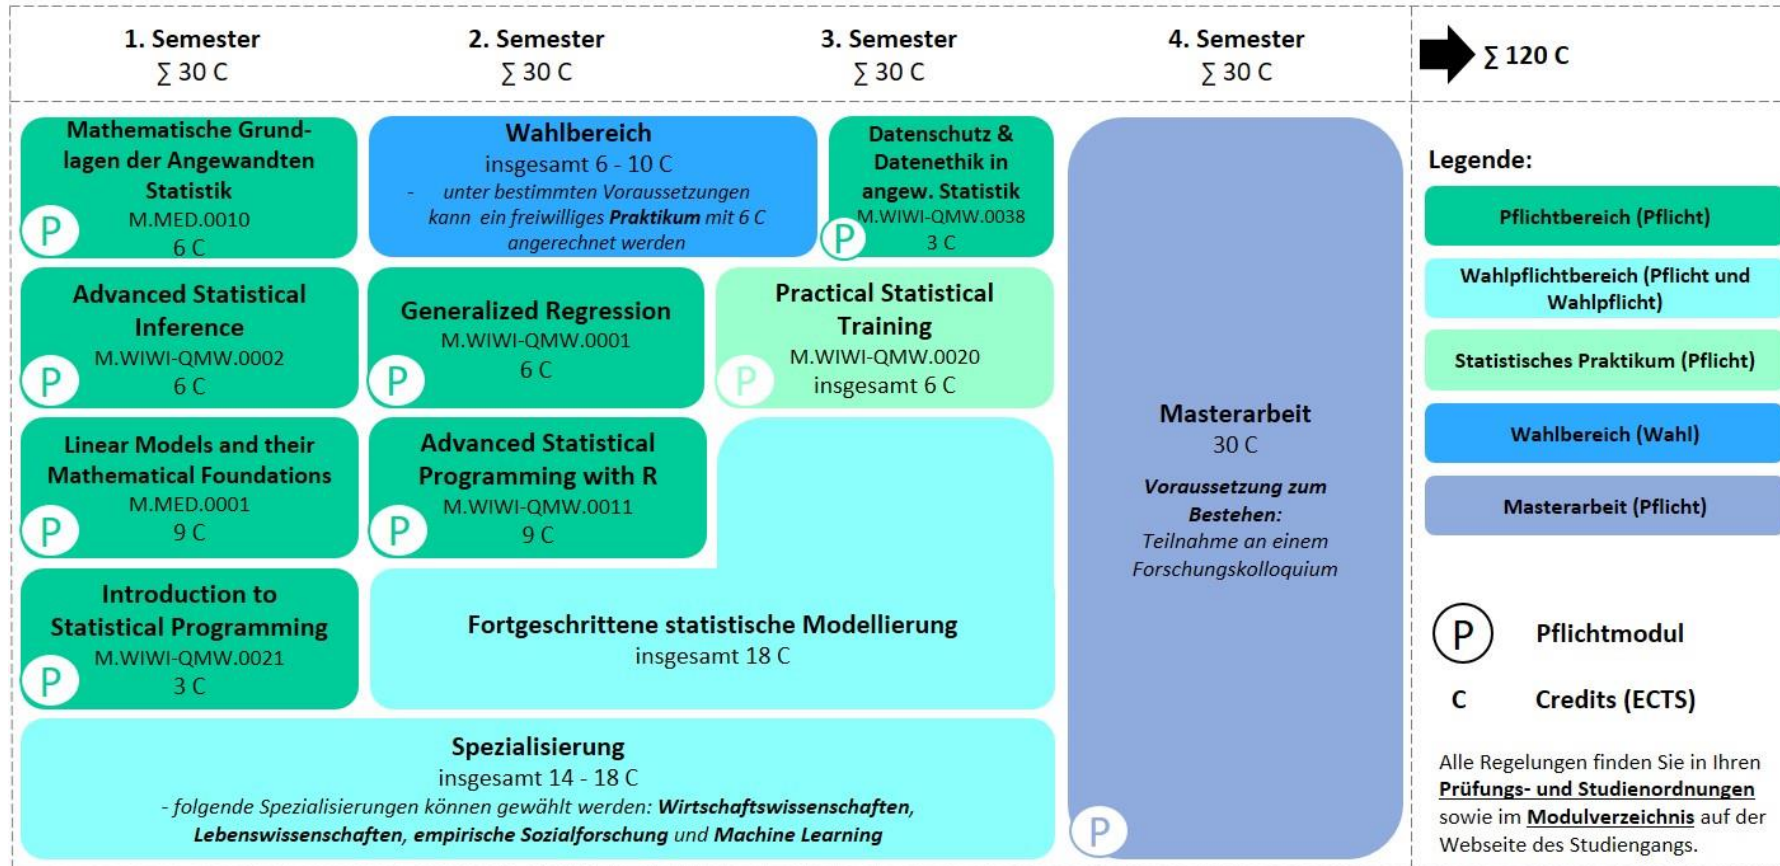 1. Semester
∑ 30 C
2. Semester
∑ 30 C
3. Semester
∑ 30 C
4. Semester
∑ 30 C
∑ 120 C
Mathematische Grund-
lagen der Angewandten
Statistik
M.MED.0010
6 C
P
Wahlbereich
insgesamt 6 - 10 C
- unter bestimmten Voraussetzungen
kann ein freiwilliges Praktikum mit 6 C
angerechnet werden
Datenschutz &
Datenethik in
angew. Statistik
M.WIWI-QMW.0038
3 C
P
Advanced Statistical
Inference
M.WIWI-QMW.0002
6 C
P
Generalized Regression
M.WIWI-QMW.0001
6 C
P
Practical Statistical
Training
M.WIWI-QMW.0020
insgesamt 6 C
P
Linear Models and their
Mathematical Foundations
M.MED.0001
9 C
P
Advanced Statistical
Programming with R
M.WIWI-QMW.0011
9 C
P
Introduction to
Statistical Programming
M.WIWI-QMW.0021
3 C
P
Fortgeschrittene statistische Modellierung
insgesamt 18 C
Spezialisierung
insgesamt 14 - 18 C
- folgende Spezialisierungen können gewählt werden: Wirtschaftswissenschaften,
Lebenswissenschaften, empirische Sozialforschung und Machine Learning
Masterarbeit
30 C
Voraussetzung zum
Bestehen:
Teilnahme an einem
Forschungskolloquium
P
Legende:
Pflichtbereich (Pflicht)
Wahlpflichtbereich (Pflicht und
Wahlpflicht)
Statistisches Praktikum (Pflicht)
Wahlbereich (Wahl)
Masterarbeit (Pflicht)
P Pflichtmodul
C Credits (ECTS)
Alle Regelungen finden Sie in Ihren
Prüfungs- und Studienordnungen
sowie im Modulverzeichnis auf der
Webseite des Studiengangs.